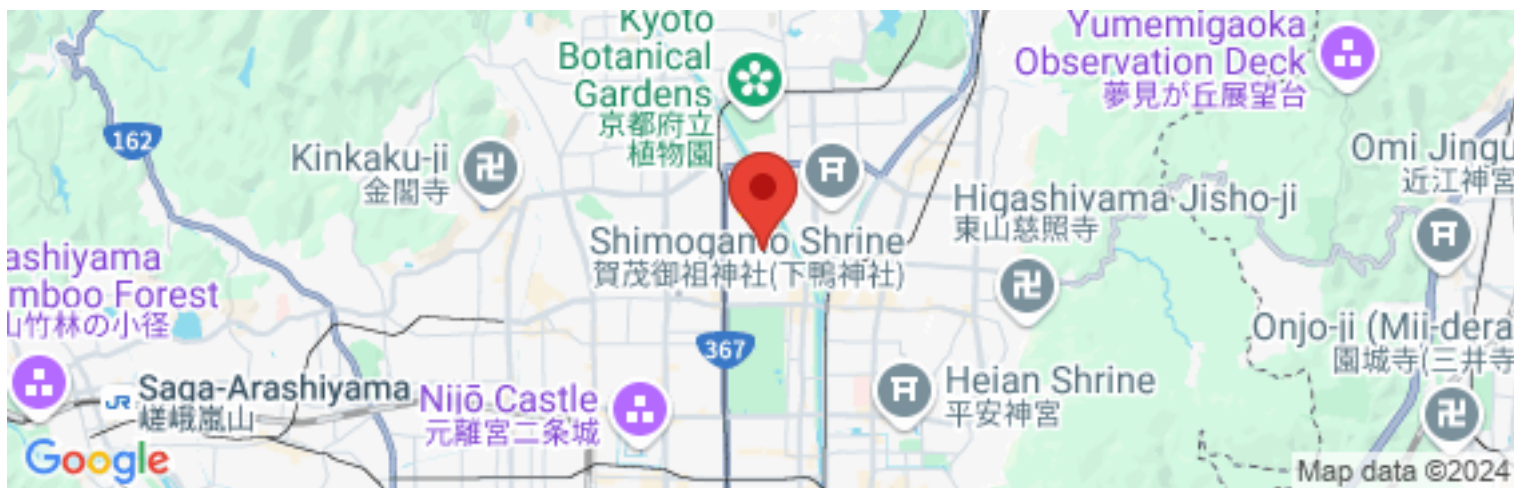 Kyoto
Botanical
Gardens
京都府立
植物園
Yumemigaoka
Observation Deck
夢見が丘展望台
162
Kinkaku-ji
金閣寺
Omi Jingu
近江神宮
Higashiyama Jisho-ji
東山慈照寺
Shimogamo Shrine
賀茂御祖神社(下鴨神社)
ashiyama
mboo Forest
山竹林の小径
367
Onjo-ji (Mii-dera
園城寺(三井寺
JR Saga-Arashiyama
嵯峨嵐山
Nijō Castle
元離宮二条城
Heian Shrine
平安神宮
Google
Map data ©2024